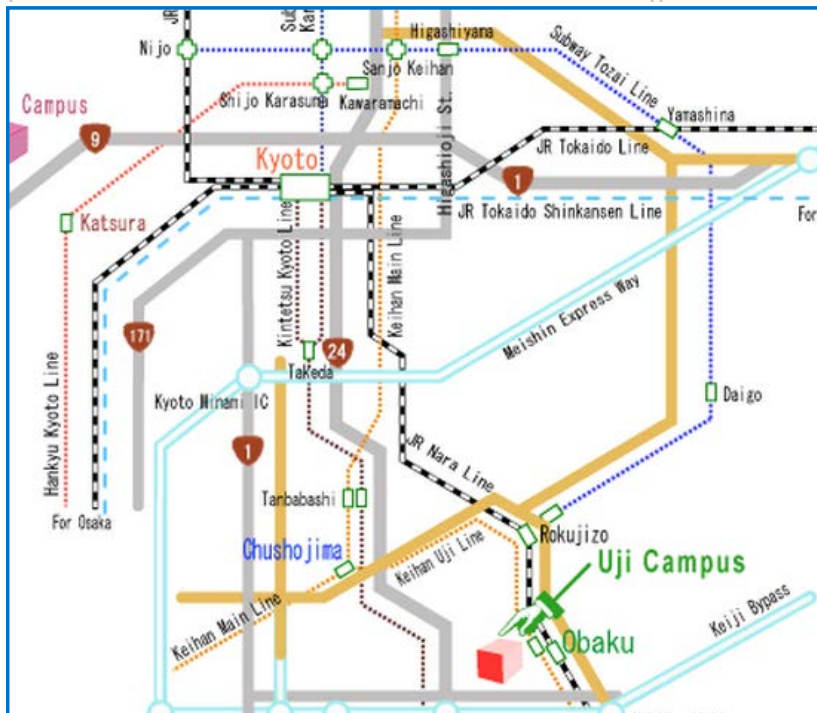 JR
Sub
Kar
Higashiyama
Nijo
Sanjo Keihan
Subway Tozai Line
Campus
Shijo Karasuma
Kawaramachi
Yamashina
9
Kyoto
JR Tokaido Line
Higashioji St.
1
Katsura
JR Tokaido Shinkansen Line
For
Kintetsu Kyoto Line
Keihan Main Line
Meishin Express Way
171
24
Takeda
Hankyu Kyoto Line
Kyoto Minami IC
Daigo
1
JR Nara Line
Tanbabashi
For Osaka
Rokujizo
Chushojima
Keihan Uji Line
Uji Campus
Keihan Main Line
Keiji Bypass
Obaku